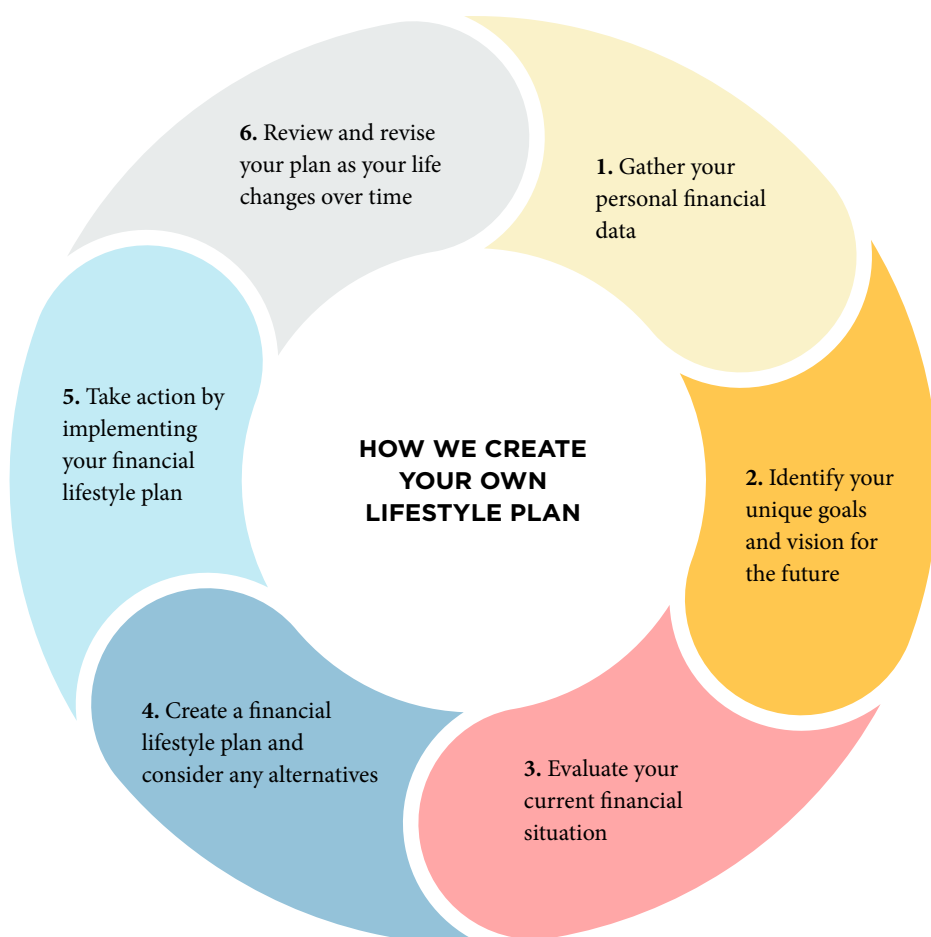 HOW WE CREATE
YOUR OWN
LIFESTYLE PLAN
1. Gather your
personal financial
data
2. Identify your
unique goals
and vision for
the future
3. Evaluate your
current financial
situation
4. Create a financial
lifestyle plan and
consider any alternatives
5. Take action by
implementing
your financial
lifestyle plan
6. Review and revise
your plan as your life
changes over time